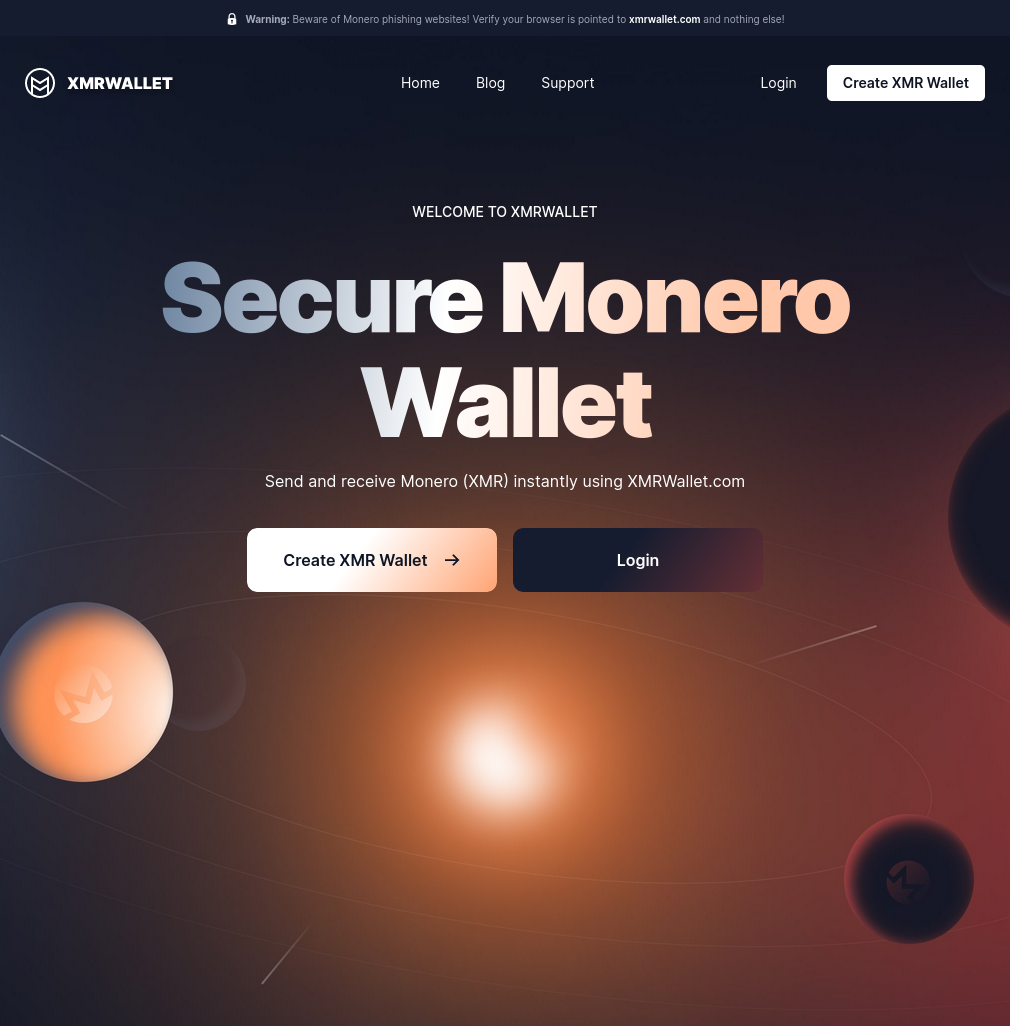 Warning: Beware of Monero phishing websites! Verify your browser is pointed to xmrwallet.com and nothing else!
XMRWALLET
Home Blog Support
Login
Create XMR Wallet
WELCOME TO XMRWALLET
Secure Monero
Wallet
Send and receive Monero (XMR) instantly using XMRWallet.com
Create XMR Wallet
Login